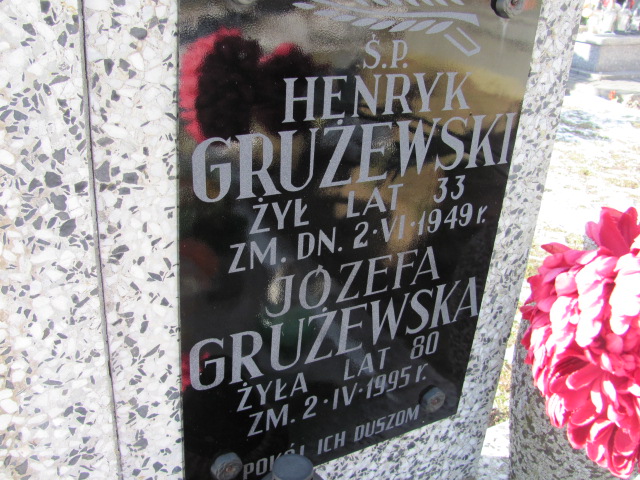 Ś.P.
HENRYK
GRUŻEWSKI
ŻYŁ LAT 33
ZM. DN. 2·VI·1949 r.
JÓZEFA
GRUŻEWSKA
ŻYŁA LAT 80
ZM. 2·IV·1995 r.
POKÓJ ICH DUSZOM